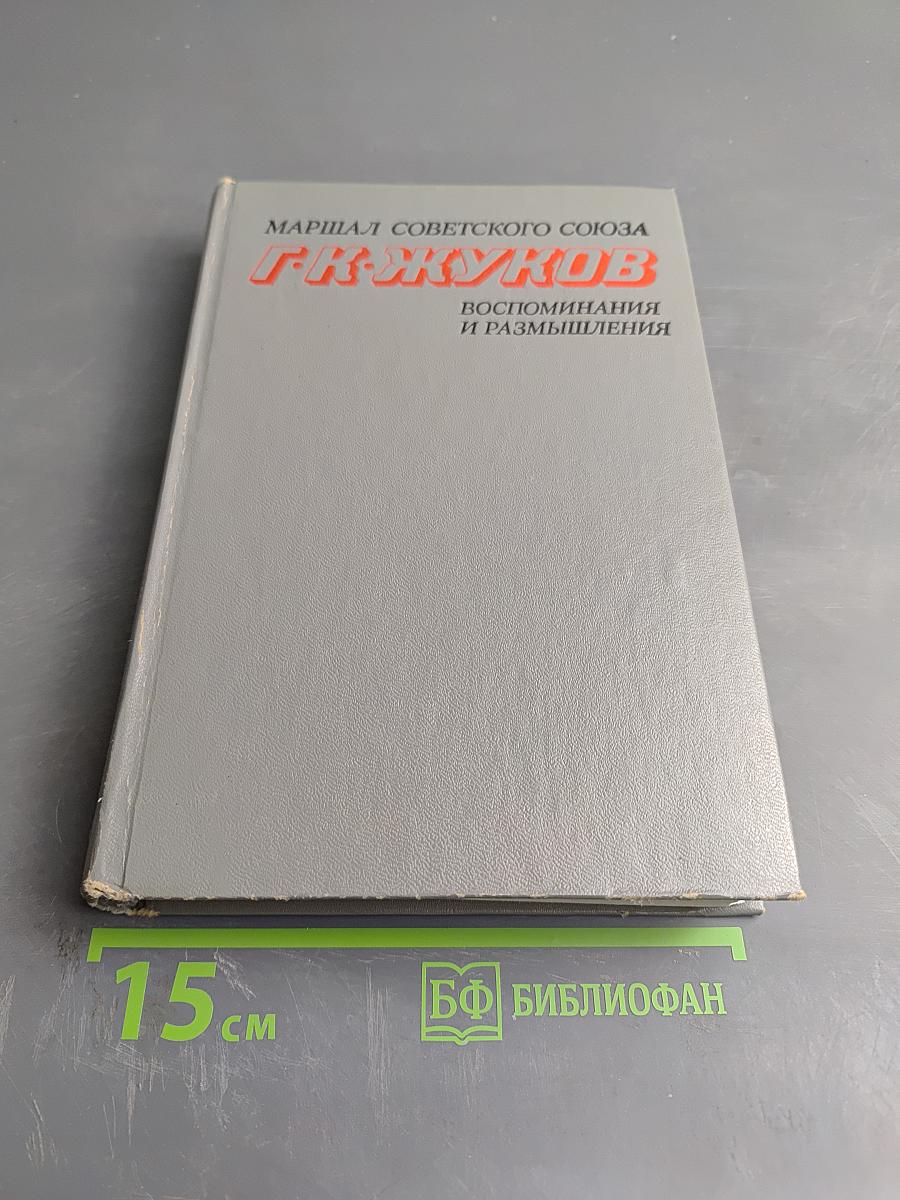 МАРШАЛ СОВЕТСКОГО СОЮЗА
Г·К·ЖУКОВ
ВОСПОМИНАНИЯ
И РАЗМЫШЛЕНИЯ
15 см
БФ БИБЛИОФАН